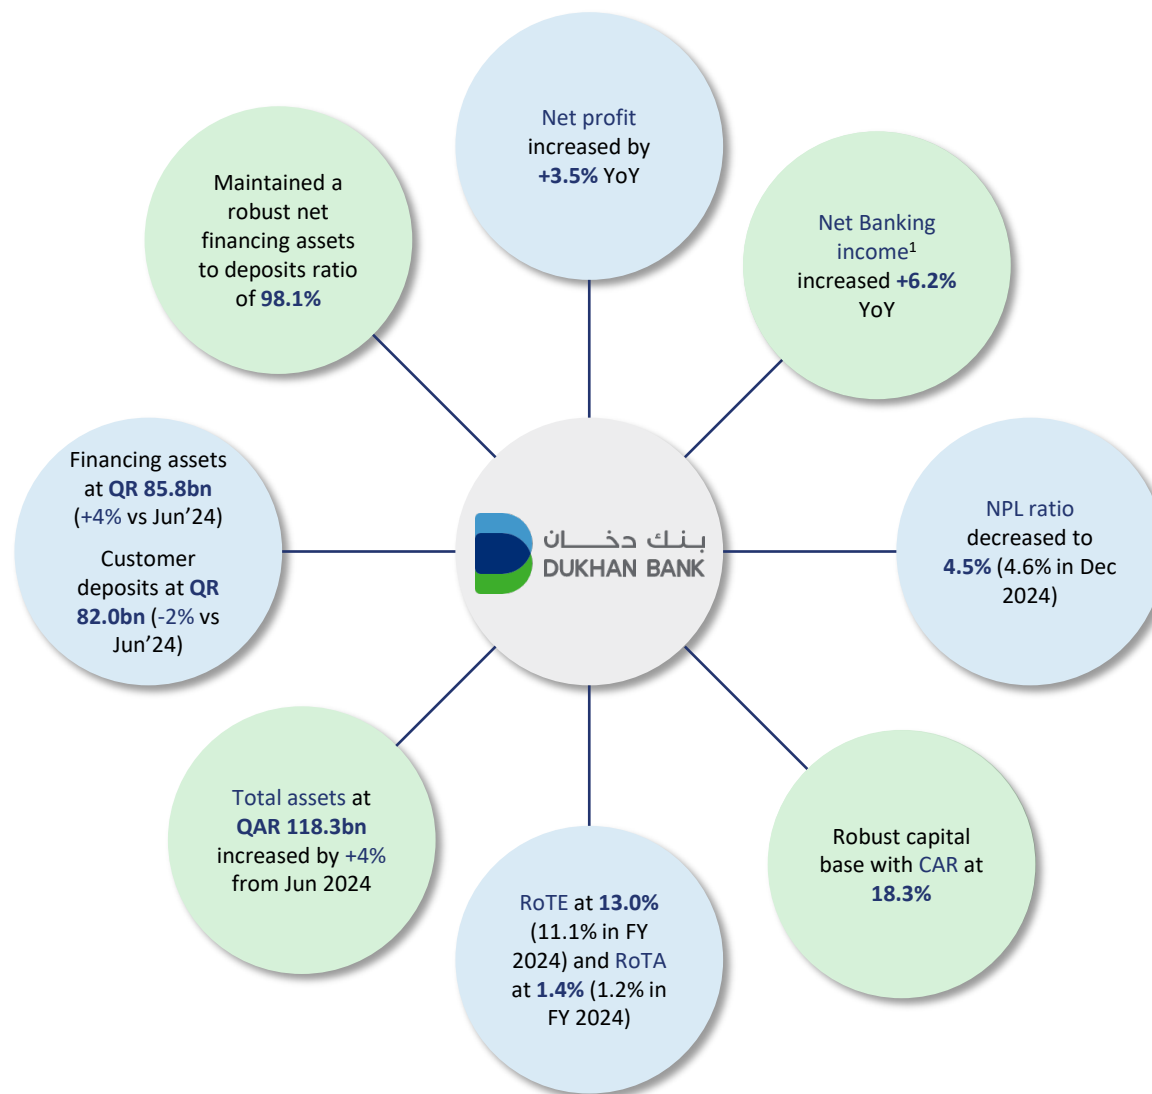 Net profit
increased by
+3.5% YoY
Net Banking
income¹
increased +6.2%
YoY
NPL ratio
decreased to
4.5% (4.6% in Dec
2024)
Robust capital
base with CAR at
18.3%
RoTE at 13.0%
(11.1% in FY
2024) and RoTA
at 1.4% (1.2% in
FY 2024)
Total assets at
QAR 118.3bn
increased by +4%
from Jun 2024
Financing assets
at QR 85.8bn
(+4% vs Jun’24)
Customer
deposits at QR
82.0bn (-2% vs
Jun’24)
Maintained a
robust net
financing assets
to deposits ratio
of 98.1%
بنك دخان
DUKHAN BANK